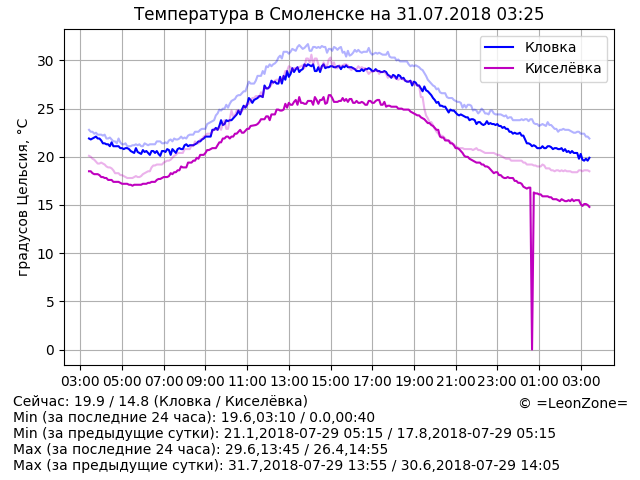 Температура в Смоленске на 31.07.2018 03:25
Кловка
Киселёвка
градусов Цельсия, °C
30
25
20
15
10
5
0
03:00 05:00 07:00 09:00 11:00 13:00 15:00 17:00 19:00 21:00 23:00 01:00 03:00
Сейчас: 19.9 / 14.8 (Кловка / Киселёвка)
© =LeonZone=
Min (за последние 24 часа): 19.6,03:10 / 0.0,00:40
Min (за предыдущие сутки): 21.1,2018-07-29 05:15 / 17.8,2018-07-29 05:15
Max (за последние 24 часа): 29.6,13:45 / 26.4,14:55
Max (за предыдущие сутки): 31.7,2018-07-29 13:55 / 30.6,2018-07-29 14:05